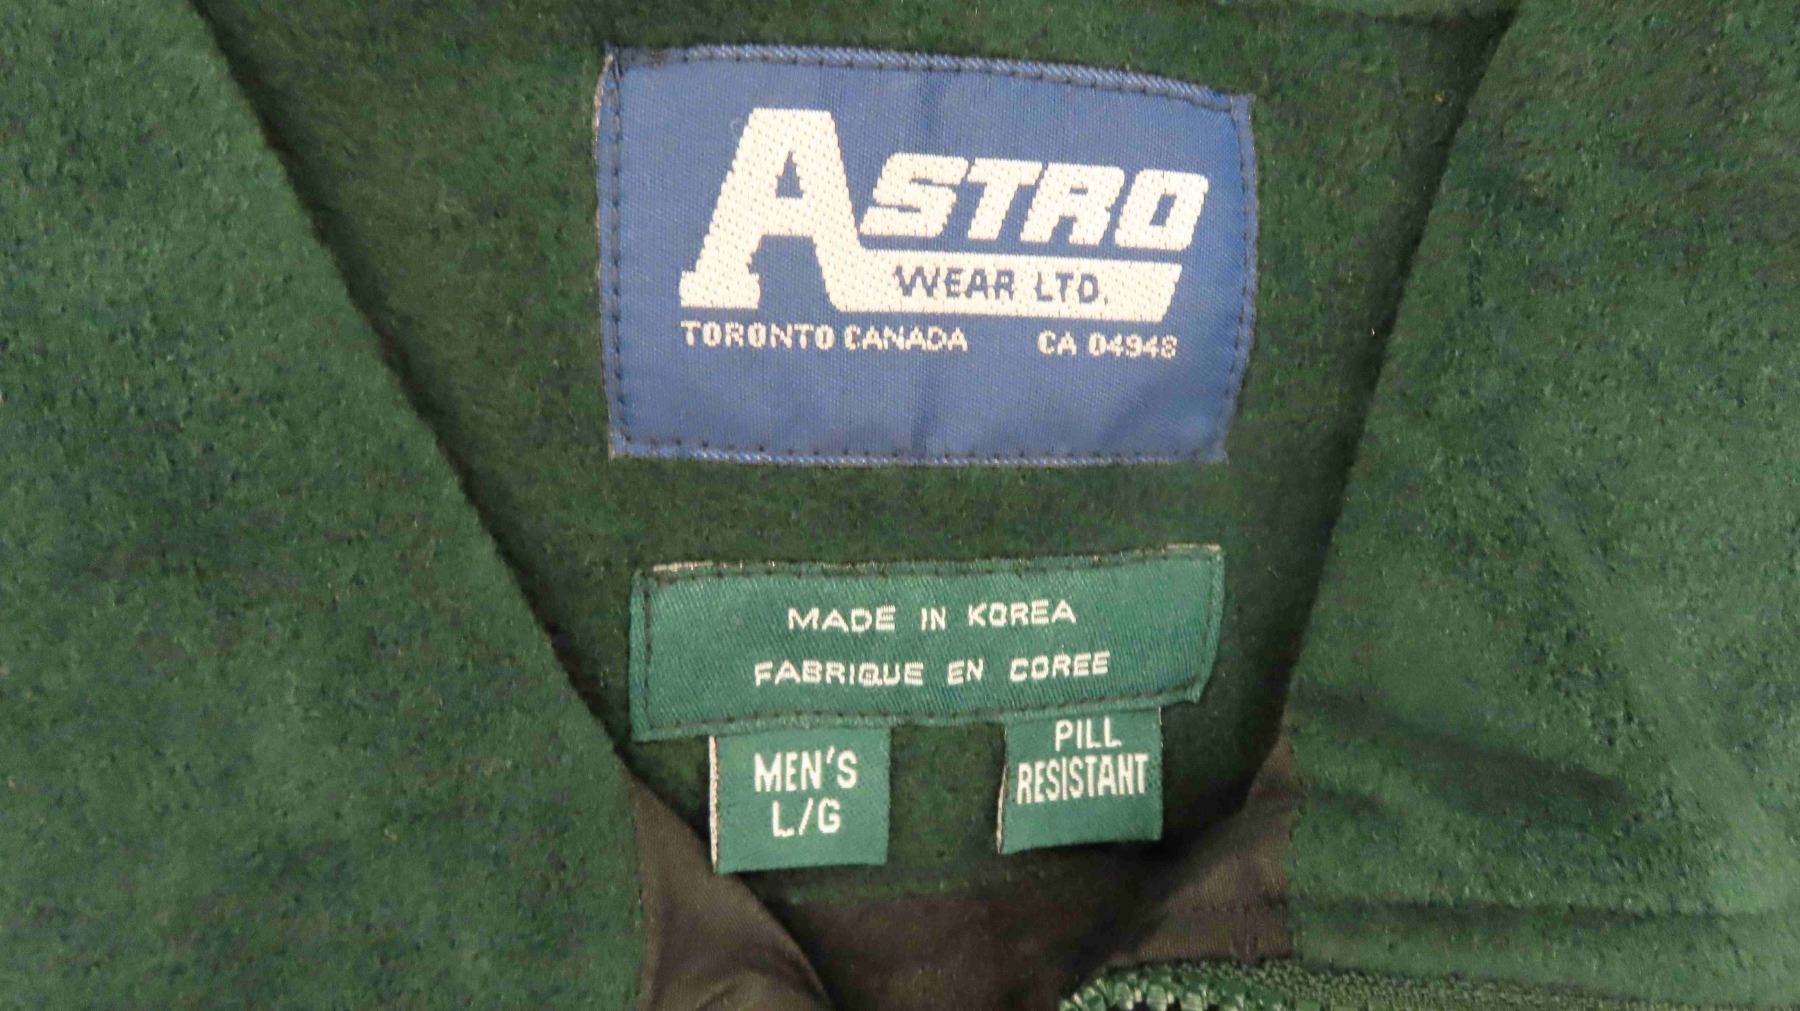 ASTRO
WEAR LTD.
TORONTO CANADA CA 04948
MADE IN KOREA
FABRIQUE EN COREE
MEN'S
L/G
PILL
RESISTANT